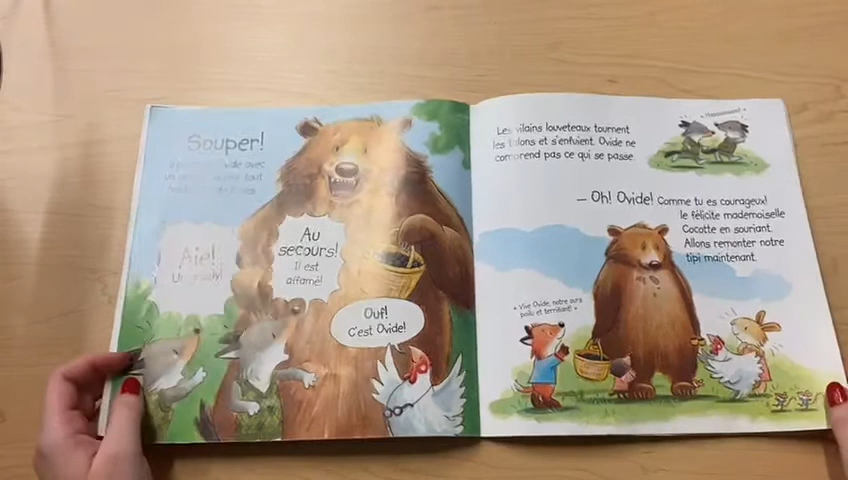 Souper!
Aïe!
Au
secours!
Il est
affamé!
Ouf!
C'est Ovide!
Les vilains louveteaux tournent
les talons et s'enfuient. Ovide ne
comprend pas ce qui se passe.
— Oh! Ovide! Comme tu es courageux!
le félicite mademoiselle
Cocotte en souriant.
Allons remonter notre
tipi maintenant.
« Vive Ovide, notre ours
poilu et terrifiant! »